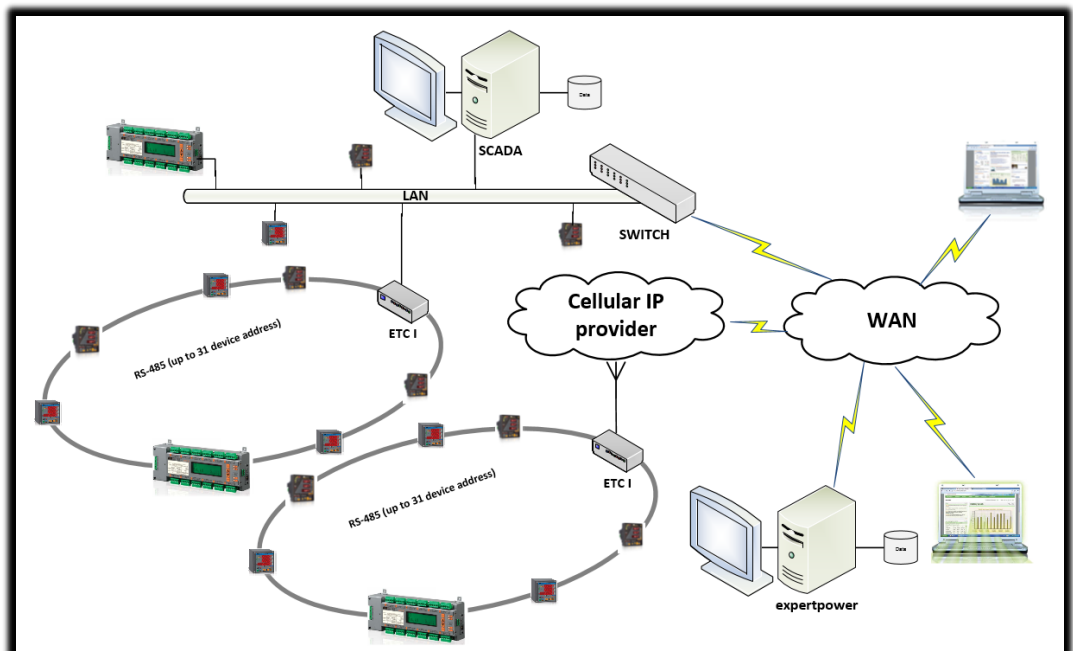 Data
SCADA
LAN
SWITCH
ETC I
RS-485 (up to 31 device address)
Cellular IP
provider
WAN
ETC I
RS-485 (up to 31 device address)
Data
expertpower